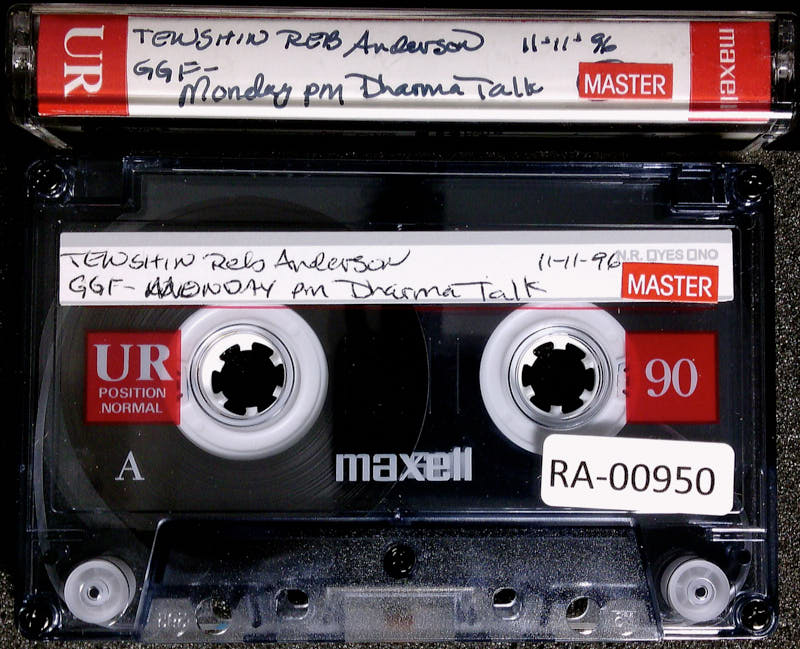 UR
TENSHIN REB Anderson 11-11-96
GGF-
Monday pm Dharma Talk
MASTER
maxell
N.R. YES NO
TENSHIN Reb Anderson 11-11-96
GGF- MONDAY pm Dharma Talk
MASTER
UR
POSITION
NORMAL
90
A
maxell
RA-00950